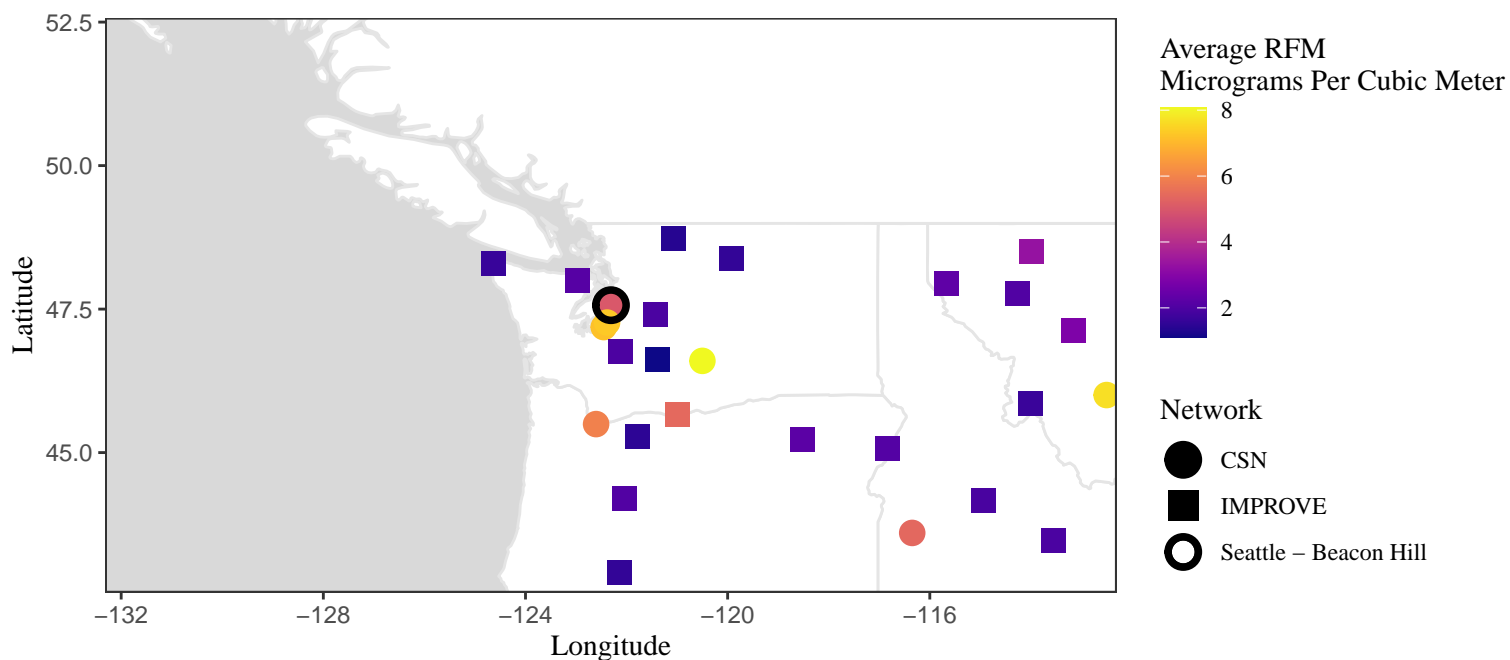 52.5
50.0
47.5
45.0
Latitude
−132
−128
−124
−120
−116
Longitude
Average RFM
Micrograms Per Cubic Meter
8
6
4
2
Network
CSN
IMPROVE
Seattle − Beacon Hill